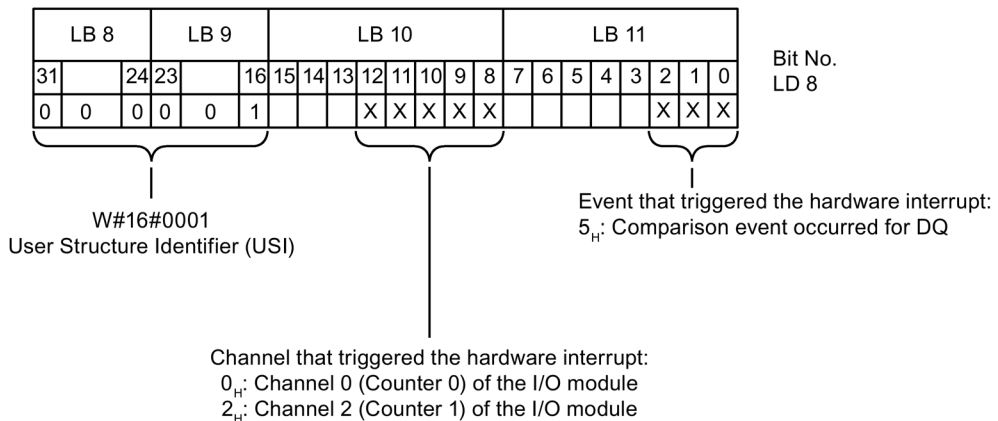 LB 8 LB 9 LB 10 LB 11
Bit No.
LD 8
31 24 23 16 15 14 13 12 11 10 9 8 7 6 5 4 3 2 1 0
0 0 0 0 0 1 X X X X X X X X
W#16#0001
User Structure Identifier (USI)
Event that triggered the hardware interrupt:
5H: Comparison event occurred for DQ
Channel that triggered the hardware interrupt:
0H: Channel 0 (Counter 0) of the I/O module
2H: Channel 2 (Counter 1) of the I/O module